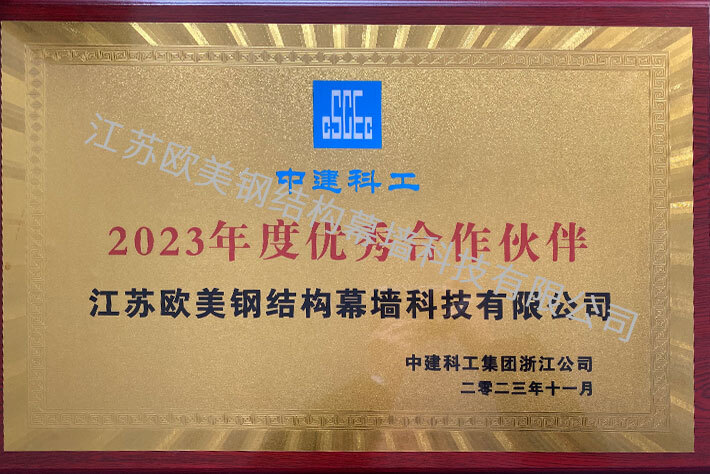 CSCEC
中建科工
2023年度优秀合作伙伴
江苏欧美钢结构幕墙科技有限公司
中建科工集团浙江公司
二零二三年十一月
江苏欧美钢结构幕墙科技有限公司